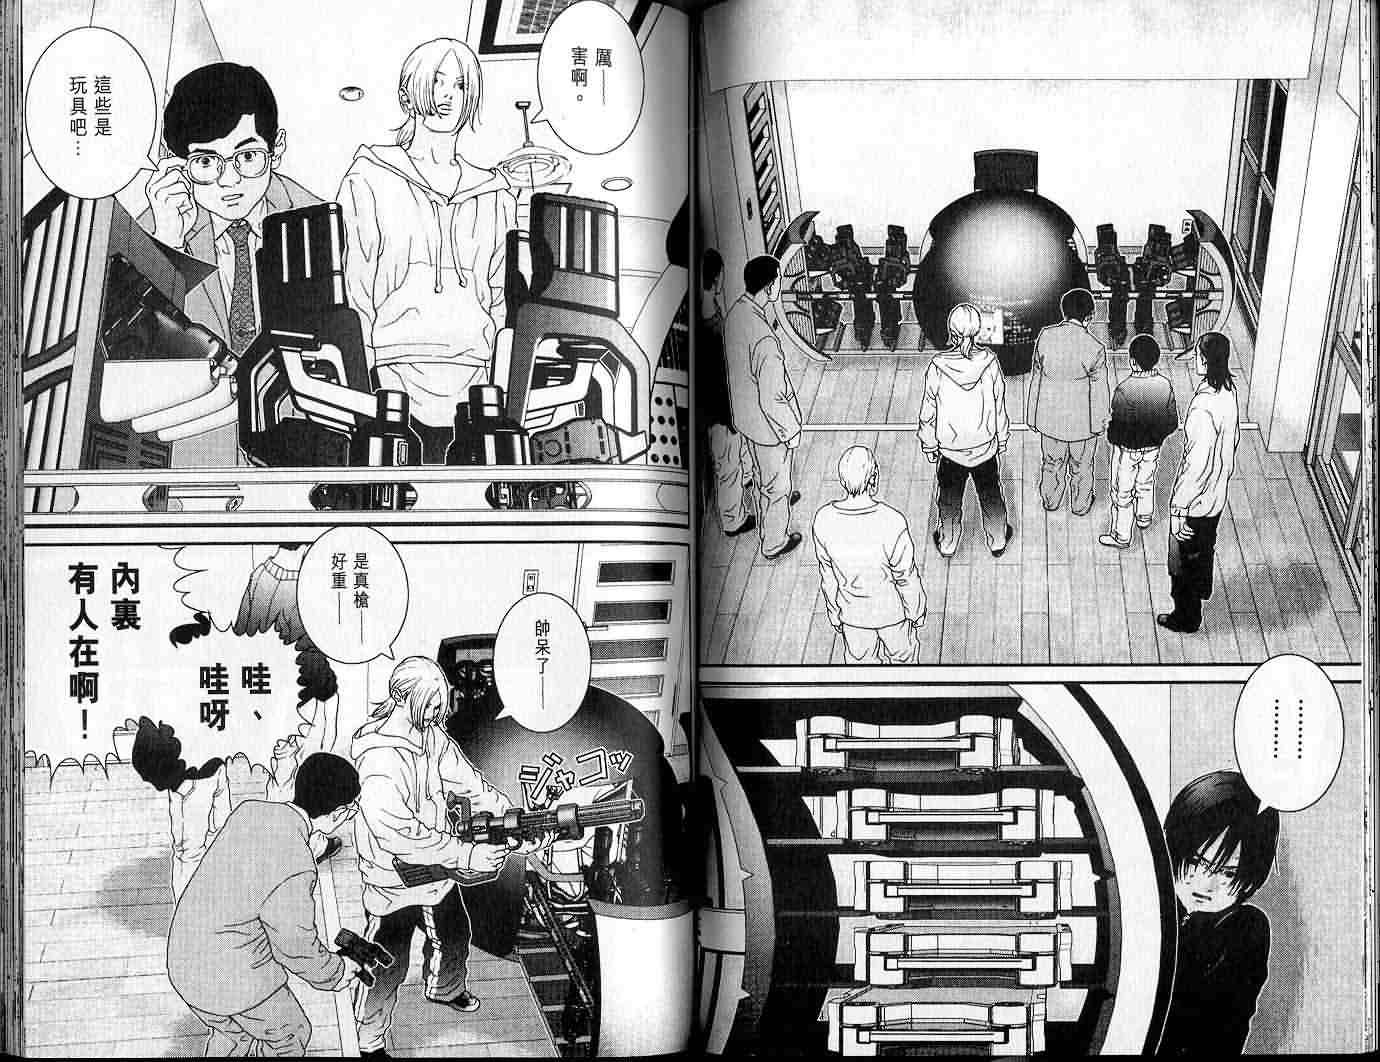 …………
…………
厲──
害啊。
這些是
玩具吧…
帥呆了──
ジャコッ
是真槍──
好重──
哇、
哇呀
內裏
有人在啊！